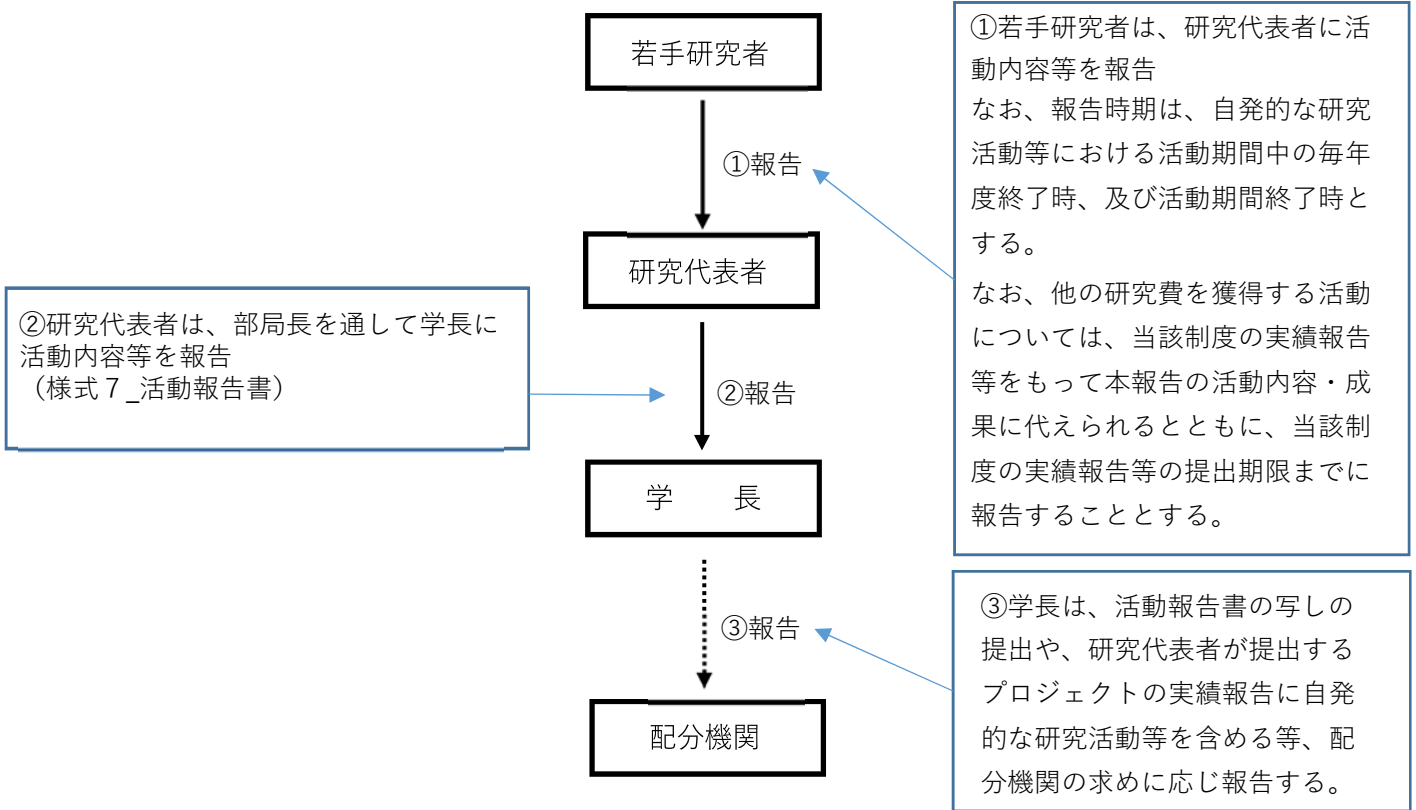 若手研究者
①若手研究者は、研究代表者に活
動内容等を報告
なお、報告時期は、自発的な研究
活動等における活動期間中の毎年
度終了時、及び活動期間終了時と
する。
なお、他の研究費を獲得する活動
については、当該制度の実績報告
等をもって本報告の活動内容・成
果に代えられるとともに、当該制
度の実績報告等の提出期限までに
報告することとする。
①報告
研究代表者
②研究代表者は、部局長を通して学長に
活動内容等を報告
（様式７_活動報告書）
②報告
学　　長
③報告
③学長は、活動報告書の写しの
提出や、研究代表者が提出する
プロジェクトの実績報告に自発
的な研究活動等を含める等、配
分機関の求めに応じ報告する。
配分機関